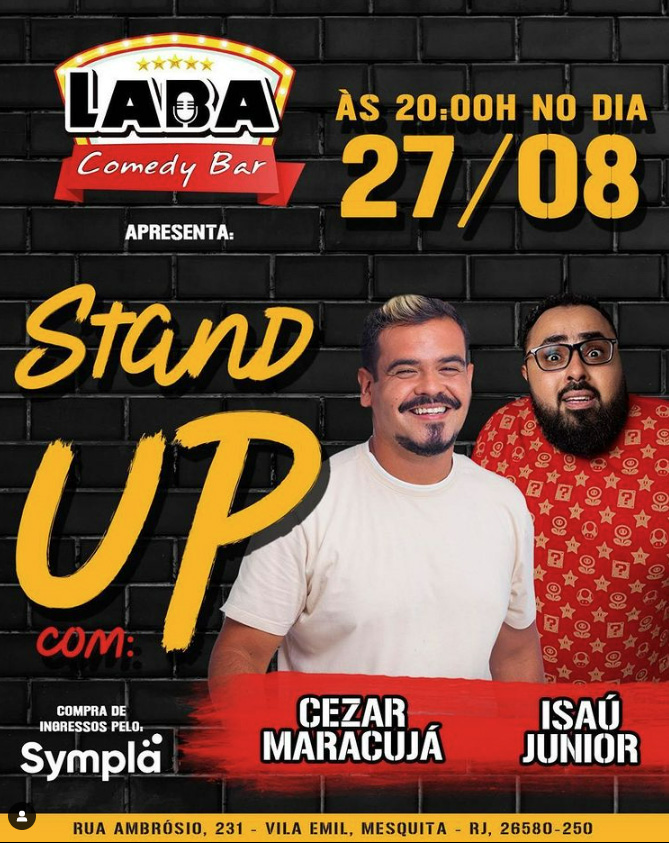 LABA
Comedy Bar
APRESENTA:
ÀS 20:00H NO DIA
27/08
Stand
UP
COM:
COMPRA DE
INGRESSOS PELO.
Sympla
CEZAR
MARACUJÁ
ISAÚ
JUNIOR
RUA AMBRÓSIO, 231 - VILA EMIL, MESQUITA - RJ, 26580-250